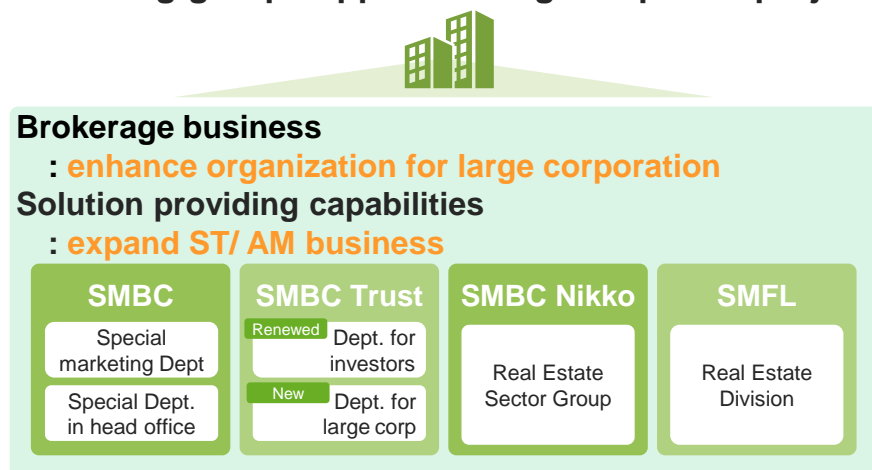 Brokerage business
: enhance organization for large corporation
Solution providing capabilities
: expand ST/ AM business
SMBC
Special
marketing Dept
Special Dept.
in head office
SMBC Trust
Renewed
Dept. for
investors
New
Dept. for
large corp
SMBC Nikko
Real Estate
Sector Group
SMFL
Real Estate
Division